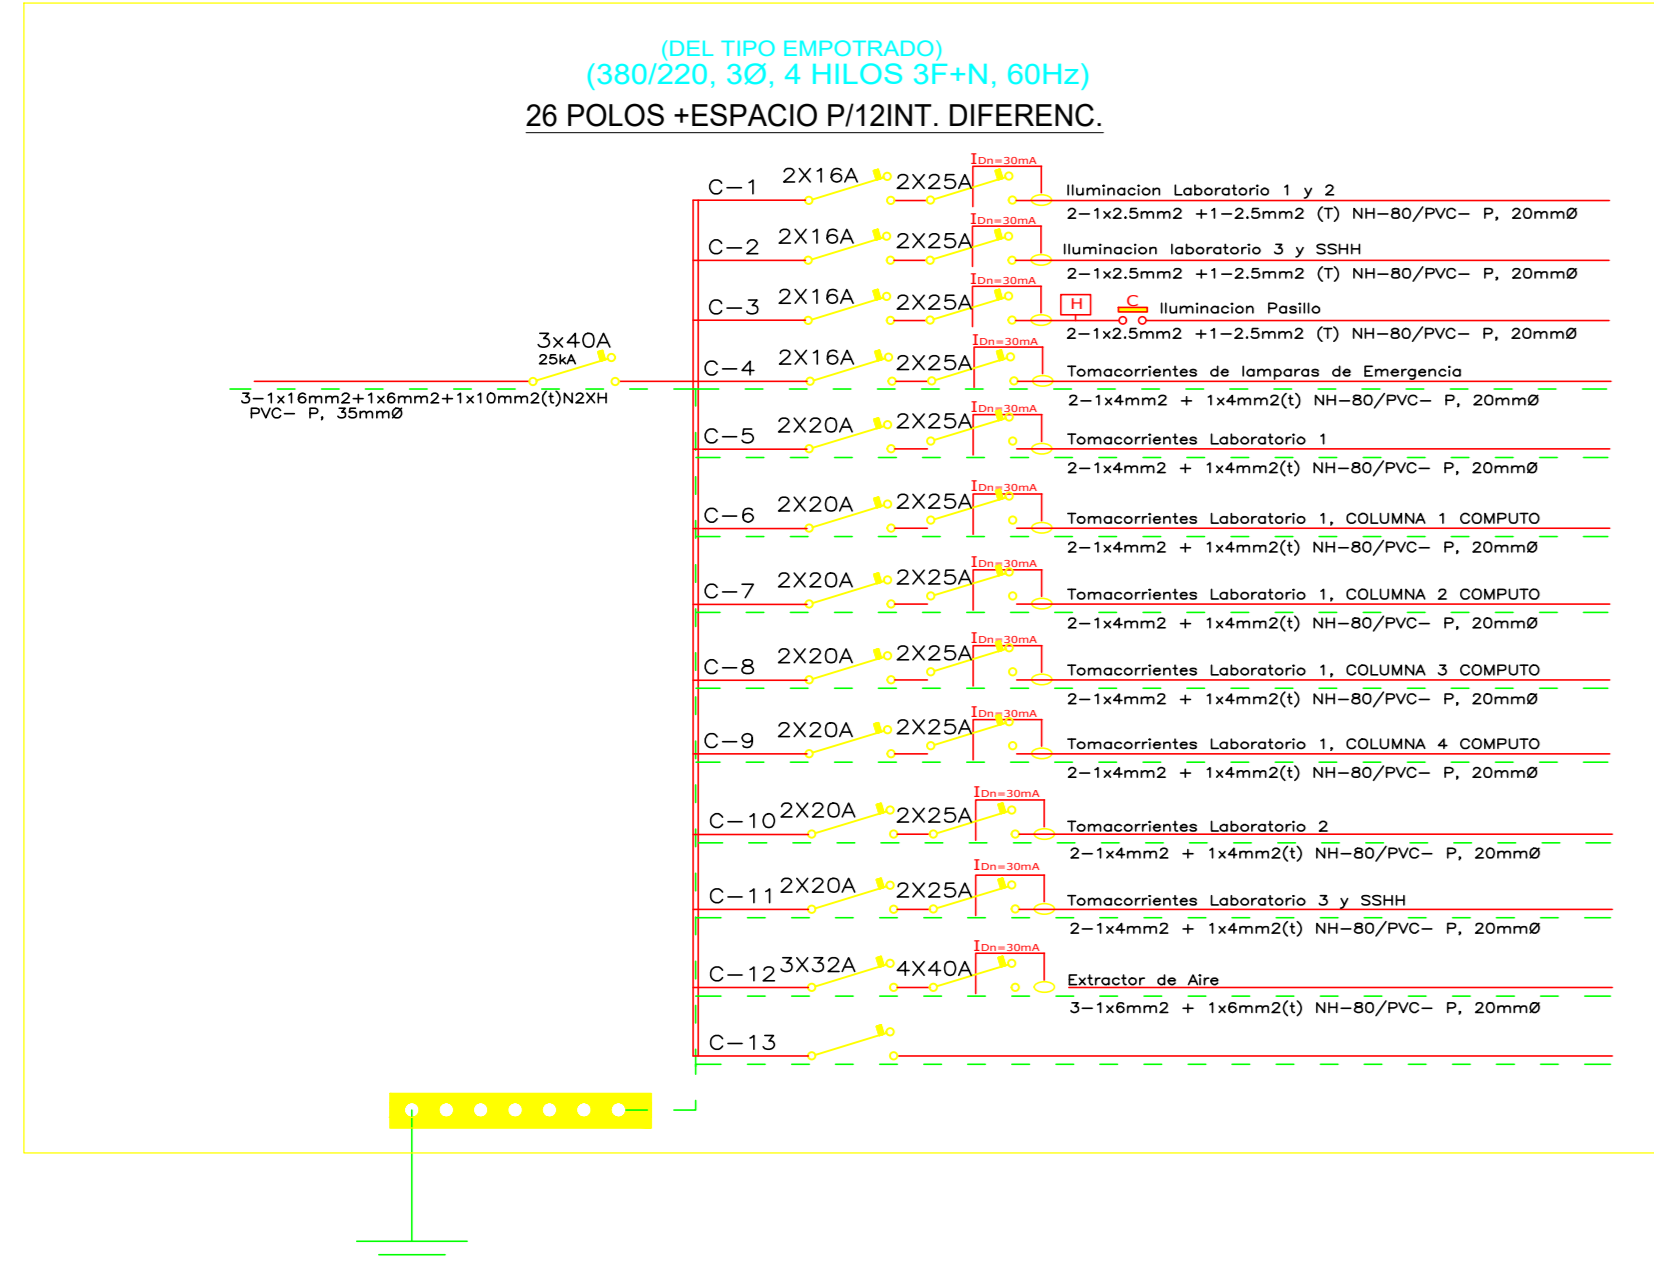 (DEL TIPO EMPOTRADO)
(380/220, 3Ø, 4 HILOS 3F+N, 60Hz)
26 POLOS +ESPACIO P/12INT. DIFERENC.
C-1 2X16A 2X25A IDn=30mA Iluminacion Laboratorio 1 y 2
2-1x2.5mm2 +1-2.5mm2 (T) NH-80/PVC- P, 20mmØ
C-2 2X16A 2X25A IDn=30mA Iluminacion laboratorio 3 y SSHH
2-1x2.5mm2 +1-2.5mm2 (T) NH-80/PVC- P, 20mmØ
C-3 2X16A 2X25A IDn=30mA H C Iluminacion Pasillo
2-1x2.5mm2 +1-2.5mm2 (T) NH-80/PVC- P, 20mmØ
3x40A
25kA
3-1x16mm2+1x6mm2+1x10mm2(t)N2XH
PVC- P, 35mmØ
C-4 2X16A 2X25A IDn=30mA Tomacorrientes de lamparas de Emergencia
2-1x4mm2 + 1x4mm2(t) NH-80/PVC- P, 20mmØ
C-5 2X20A 2X25A IDn=30mA Tomacorrientes Laboratorio 1
2-1x4mm2 + 1x4mm2(t) NH-80/PVC- P, 20mmØ
C-6 2X20A 2X25A IDn=30mA Tomacorrientes Laboratorio 1, COLUMNA 1 COMPUTO
2-1x4mm2 + 1x4mm2(t) NH-80/PVC- P, 20mmØ
C-7 2X20A 2X25A IDn=30mA Tomacorrientes Laboratorio 1, COLUMNA 2 COMPUTO
2-1x4mm2 + 1x4mm2(t) NH-80/PVC- P, 20mmØ
C-8 2X20A 2X25A IDn=30mA Tomacorrientes Laboratorio 1, COLUMNA 3 COMPUTO
2-1x4mm2 + 1x4mm2(t) NH-80/PVC- P, 20mmØ
C-9 2X20A 2X25A IDn=30mA Tomacorrientes Laboratorio 1, COLUMNA 4 COMPUTO
2-1x4mm2 + 1x4mm2(t) NH-80/PVC- P, 20mmØ
C-10 2X20A 2X25A IDn=30mA Tomacorrientes Laboratorio 2
2-1x4mm2 + 1x4mm2(t) NH-80/PVC- P, 20mmØ
C-11 2X20A 2X25A IDn=30mA Tomacorrientes Laboratorio 3 y SSHH
2-1x4mm2 + 1x4mm2(t) NH-80/PVC- P, 20mmØ
C-12 3X32A 4X40A IDn=30mA Extractor de Aire
3-1x6mm2 + 1x6mm2(t) NH-80/PVC- P, 20mmØ
C-13